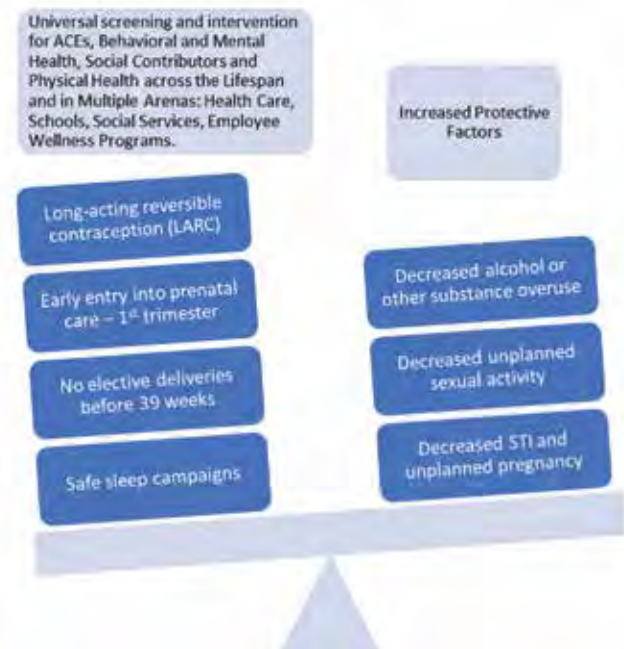 Universal screening and intervention
for ACEs, Behavioral and Mental
Health, Social Contributors and
Physical Health across the Lifespan
and in Multiple Arenas: Health Care,
Schools, Social Services, Employee
Wellness Programs.
Increased Protective
Factors
Long-acting reversible
contraception (LARC)
Early entry into prenatal
care – 1st trimester
No elective deliveries
before 39 weeks
Safe sleep campaigns
Decreased alcohol or
other substance overuse
Decreased unplanned
sexual activity
Decreased STI and
unplanned pregnancy